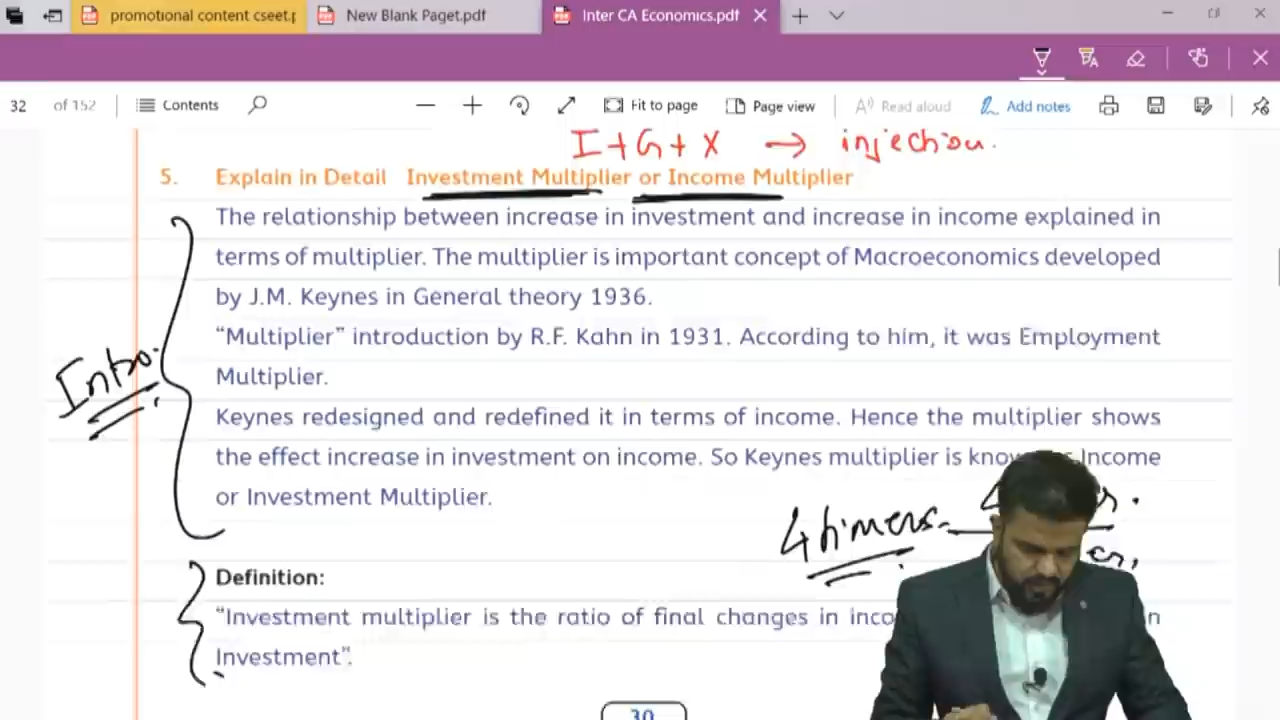 promotional content cseet.p
New Blank Paget.pdf
Inter CA Economics.pdf
32 of 152
Contents
Fit to page
Page view
Read aloud
Add notes
I+G+X → injection.
5. Explain in Detail Investment Multiplier or Income Multiplier
The relationship between increase in investment and increase in income explained in
terms of multiplier. The multiplier is important concept of Macroeconomics developed
by J.M. Keynes in General theory 1936.
“Multiplier” introduction by R.F. Kahn in 1931. According to him, it was Employment
Multiplier.
Intro.
Keynes redesigned and redefined it in terms of income. Hence the multiplier shows
the effect increase in investment on income. So Keynes multiplier is Income
or Investment Multiplier.
4
Definition:
“Investment multiplier is the ratio of final changes in
Investment”.
30